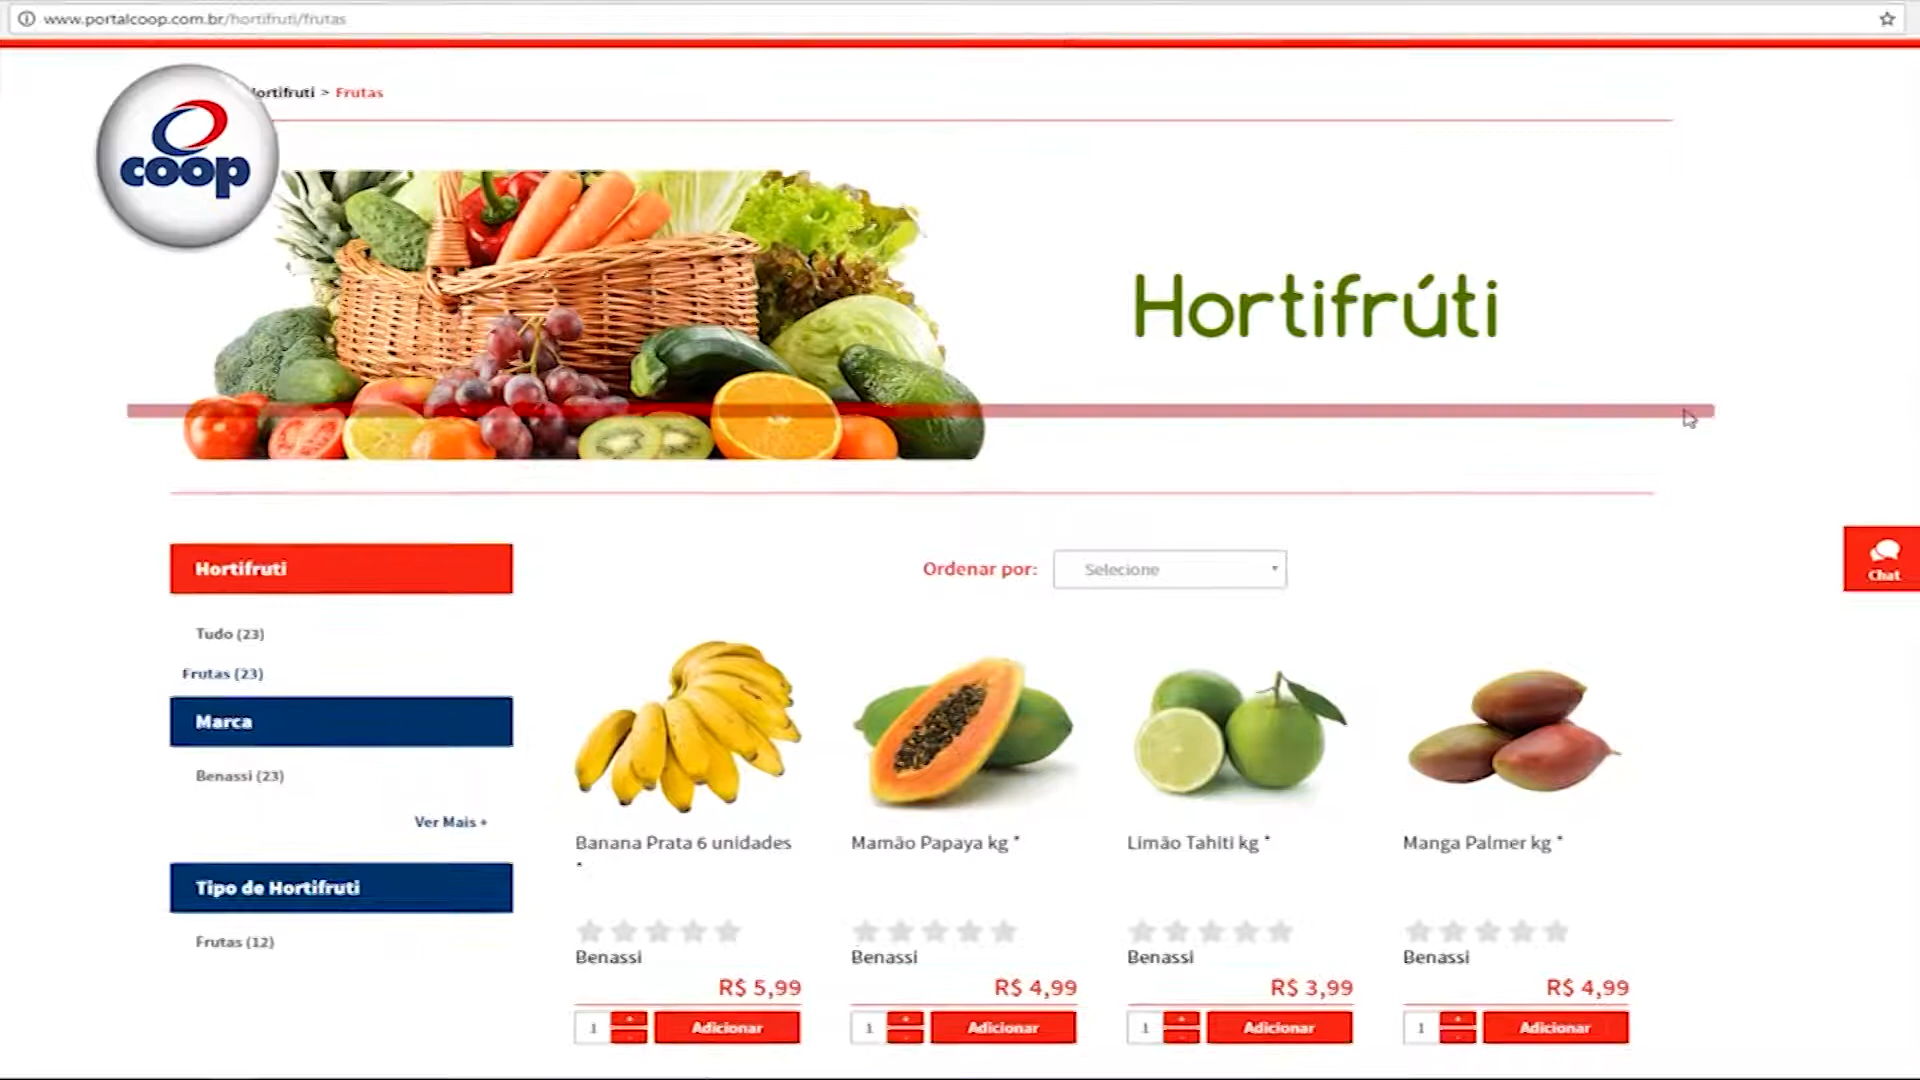 www.portalcoop.com.br/hortifruti/frutas
ortifruti > Frutas
coop
Hortifrúti
Hortifruti
Ordenar por: Selecione
Chat
Tudo (23)
Frutas (23)
Marca
Benassi (23)
Ver Mais +
Tipo de Hortifruti
Frutas (12)
Banana Prata 6 unidades
*
Mamão Papaya kg *
Limão Tahiti kg *
Manga Palmer kg *
Benassi
Benassi
Benassi
Benassi
R$ 5,99
R$ 4,99
R$ 3,99
R$ 4,99
1 + - Adicionar
1 + - Adicionar
1 + - Adicionar
1 + - Adicionar